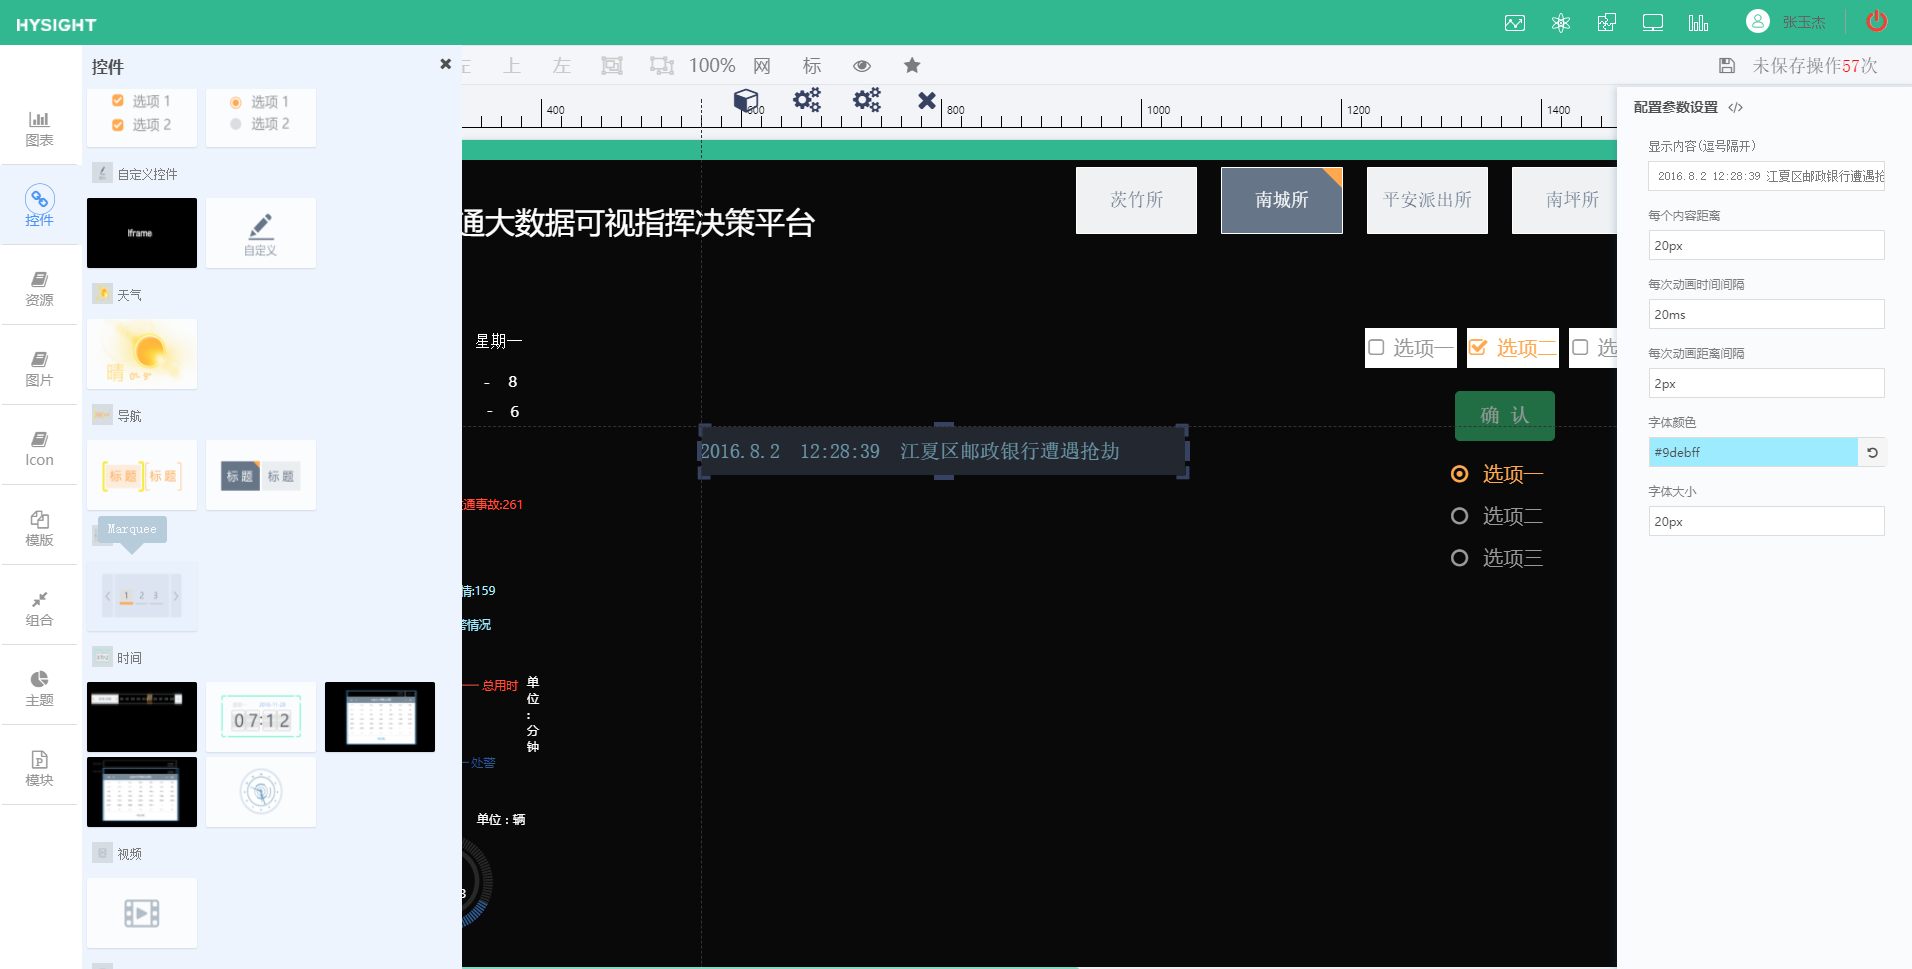 HYSIGHT
张玉杰
控件
上
左
100%
网
标
未保存操作57次
图表
控件
资源
图片
Icon
模版
组合
主题
模块
选项 1
选项 2
选项 1
选项 2
自定义控件
Iframe
自定义
天气
晴
导航
标 题
标 题
标 题
标 题
Marquee
1 2 3
时间
07:12
视频
400
600
800
1000
1200
1400
通大数据可视指挥决策平台
茨竹所
南城所
平安派出所
南坪所
星期一
- 8
- 6
选项一
选项二
选
确 认
2016.8.2 12:28:39 江夏区邮政银行遭遇抢劫
选项一
选项二
选项三
通事故:261
情:159
警情况
总用时
单位:分钟
处警
单位：辆
配置参数设置 </>
显示内容(逗号隔开)
2016.8.2 12:28:39 江夏区邮政银行遭遇抢
每个内容距离
20px
每次动画时间间隔
20ms
每次动画距离间隔
2px
字体颜色
#9debff
字体大小
20px